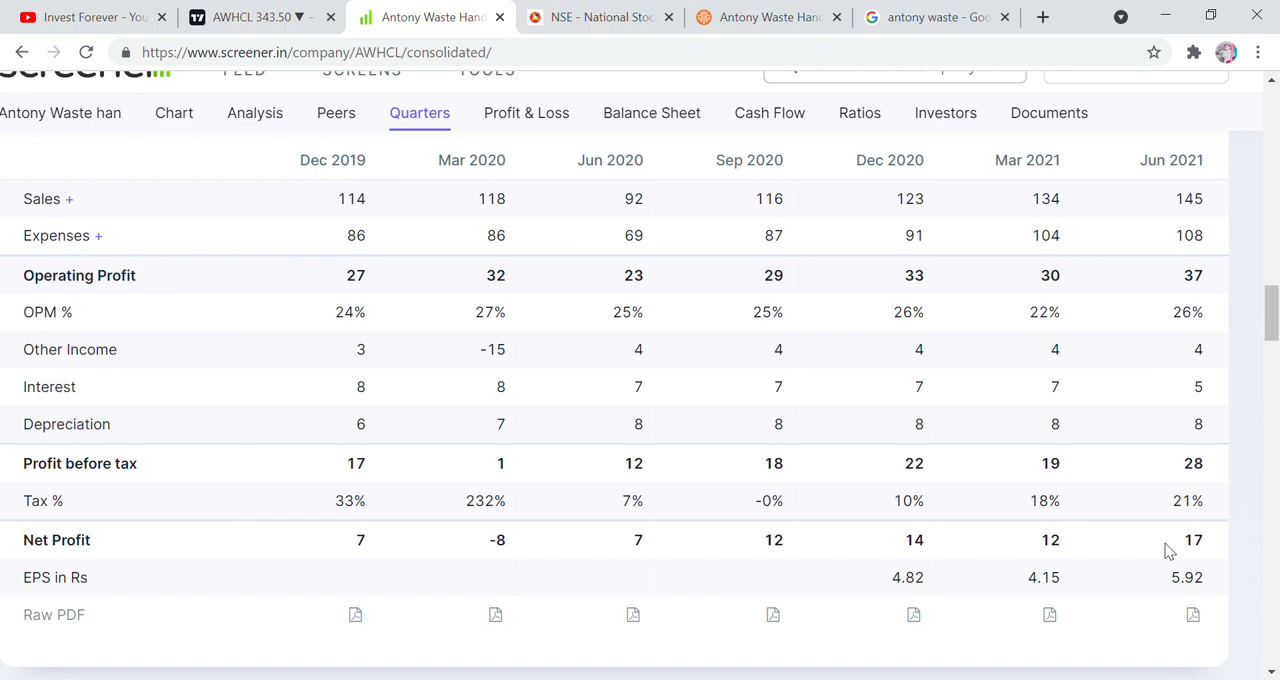 Invest Forever - You
AWHCL 343.50 ▼ -
Antony Waste Hand
NSE - National Stoc
Antony Waste Hand
antony waste - Goo
https://www.screener.in/company/AWHCL/consolidated/
screener FEED SCREENS TOOLS
Antony Waste han Chart Analysis Peers Quarters Profit & Loss Balance Sheet Cash Flow Ratios Investors Documents
Dec 2019 Mar 2020 Jun 2020 Sep 2020 Dec 2020 Mar 2021 Jun 2021
Sales + 114 118 92 116 123 134 145
Expenses + 86 86 69 87 91 104 108
Operating Profit 27 32 23 29 33 30 37
OPM % 24% 27% 25% 25% 26% 22% 26%
Other Income 3 -15 4 4 4 4 4
Interest 8 8 7 7 7 7 5
Depreciation 6 7 8 8 8 8 8
Profit before tax 17 1 12 18 22 19 28
Tax % 33% 232% 7% -0% 10% 18% 21%
Net Profit 7 -8 7 12 14 12 17
EPS in Rs 4.82 4.15 5.92
Raw PDF